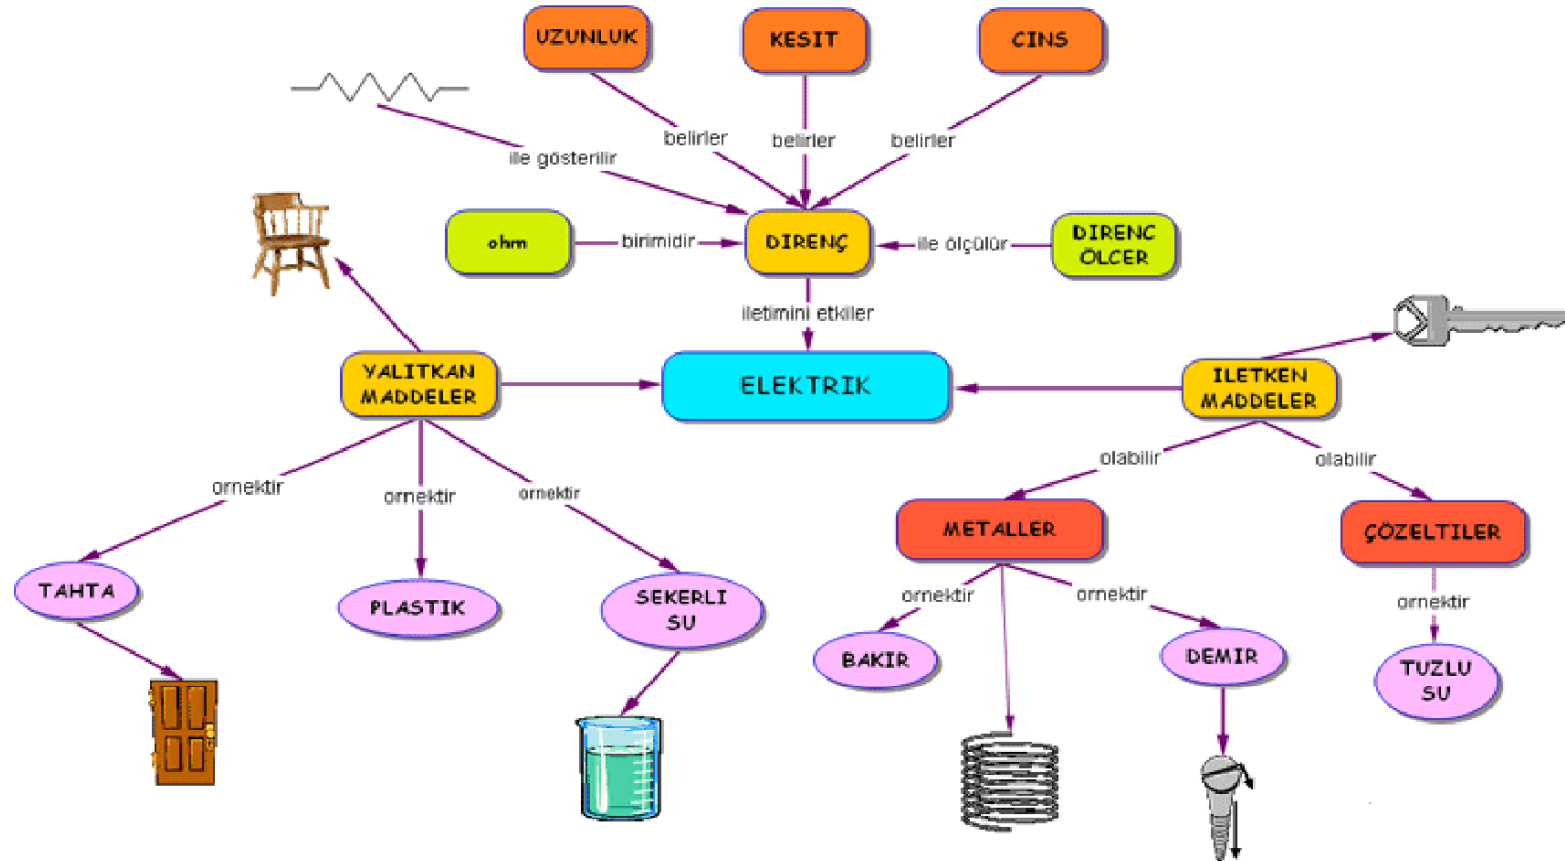 UZUNLUK
KESIT
CINS
belirler
belirler
belirler
ile gösterilir
ohm
birimidir
DIRENÇ
ile ölçülür
DIRENC
ÖLCER
iletimini etkiler
YALITKAN
MADDELER
ELEKTRIK
ILETKEN
MADDELER
ornektir
ornektir
ornektir
olabilir
olabilir
METALLER
ÇÖZELTILER
TAHTA
PLASTIK
SEKERLI
SU
ornektir
ornektir
ornektir
BAKIR
DEMIR
TUZLU
SU